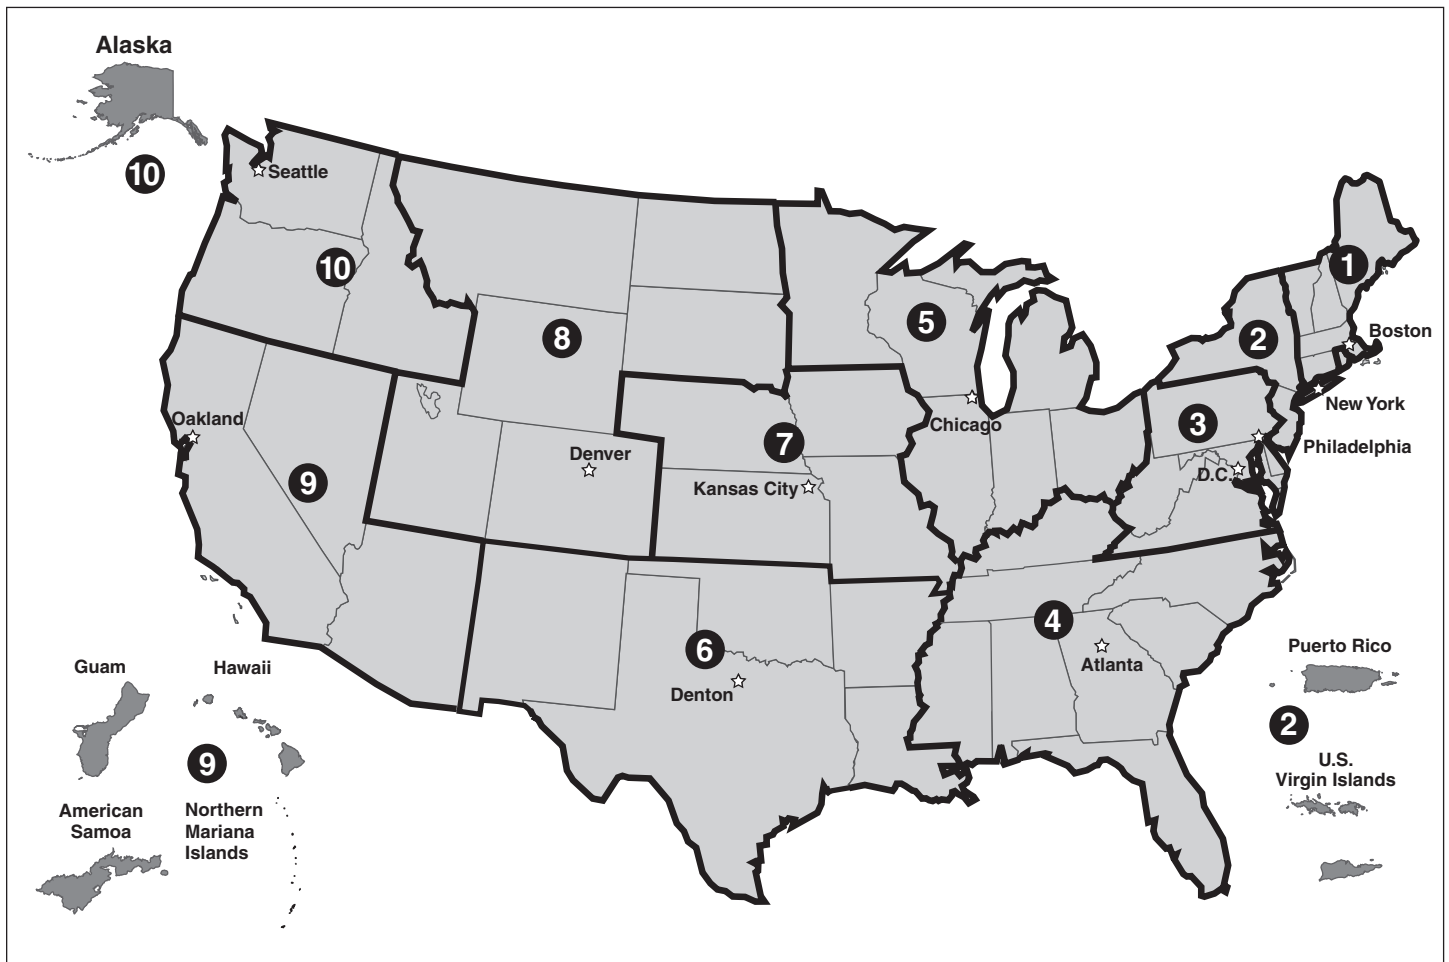 Alaska
10
Seattle
10
1
8
5
2
Boston
Oakland
New York
Chicago
3
7
Philadelphia
Denver
D.C.
9
Kansas City
4
6
Puerto Rico
Atlanta
Guam
Hawaii
Denton
2
9
U.S.
Virgin Islands
American
Samoa
Northern
Mariana
Islands